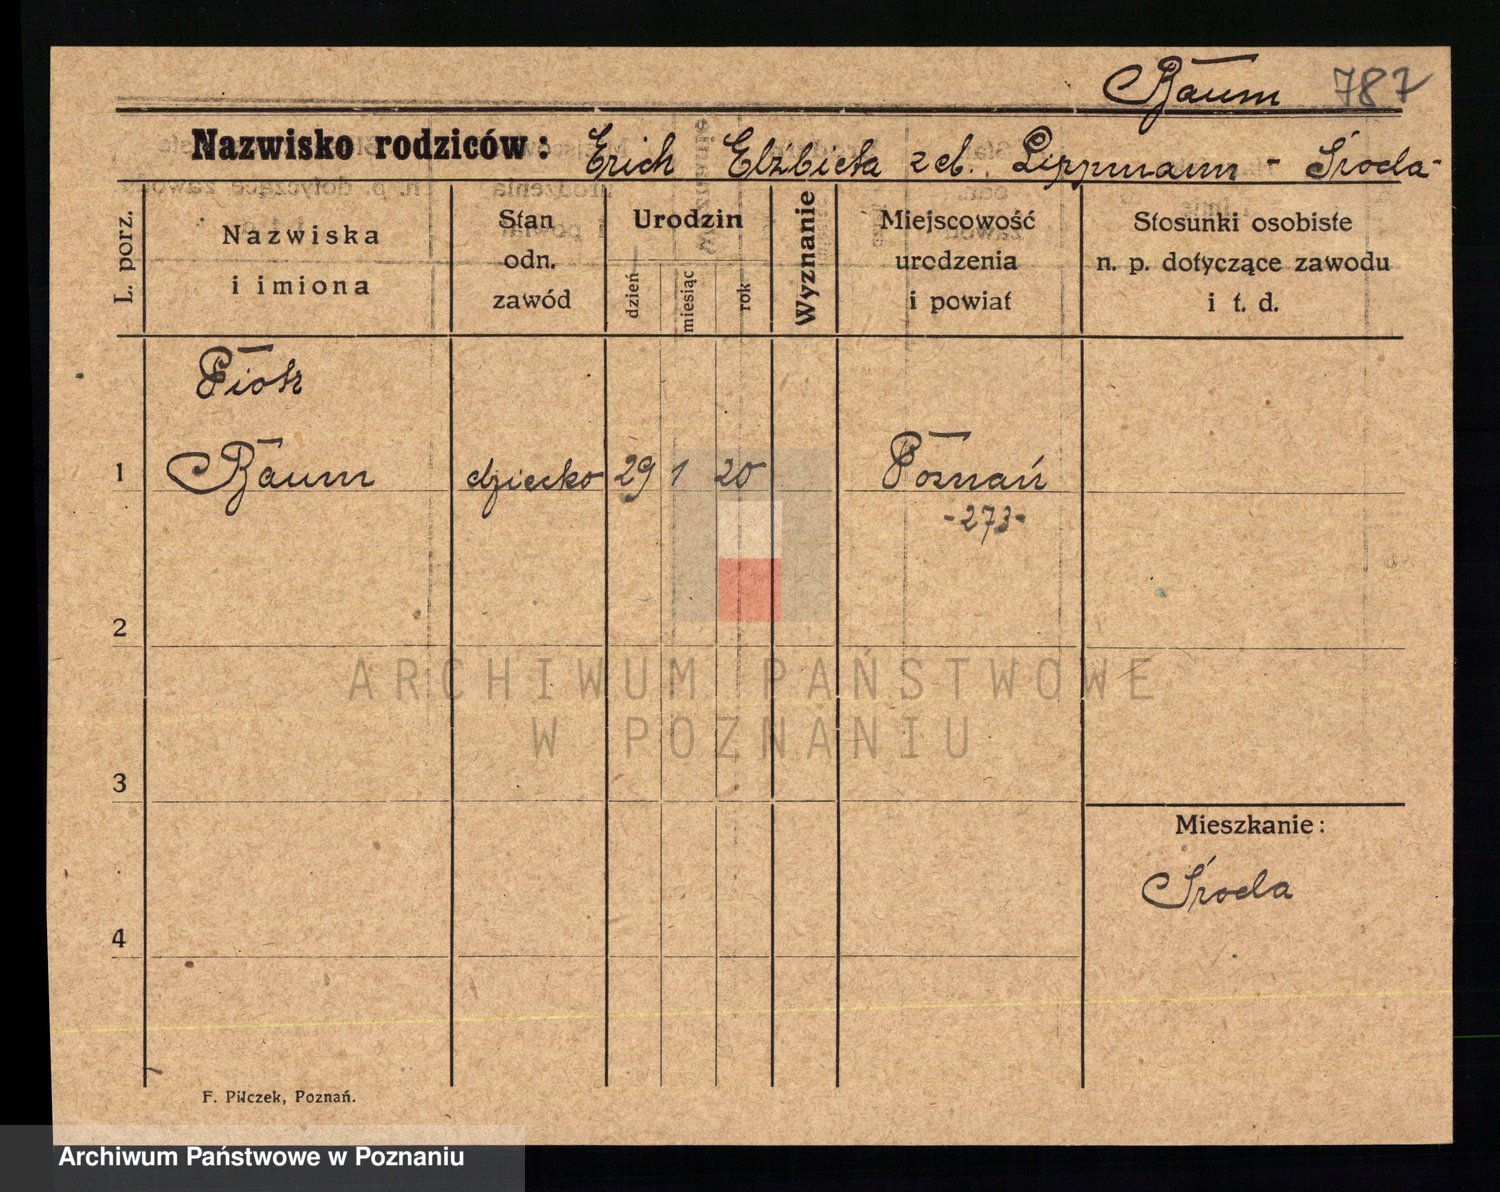 Baum 787
Nazwisko rodziców: Erich Elżbieta zd. Lippmann - Środa -
L. porz.
Nazwiska
i imiona
Stan
odn.
zawód
Urodzin
dzień
miesiąc
rok
Wyznanie
Miejscowość
urodzenia
i powiat
Stosunki osobiste
n. p. dotyczące zawodu
i t. d.
Piotr
1 Baum dziecko 29 1 20 Poznań
-273-
2
ARCHIWUM PAŃSTWOWE
W POZNANIU
3
Mieszkanie:
Środa
4
F. Pilczek, Poznań.
Archiwum Państwowe w Poznaniu